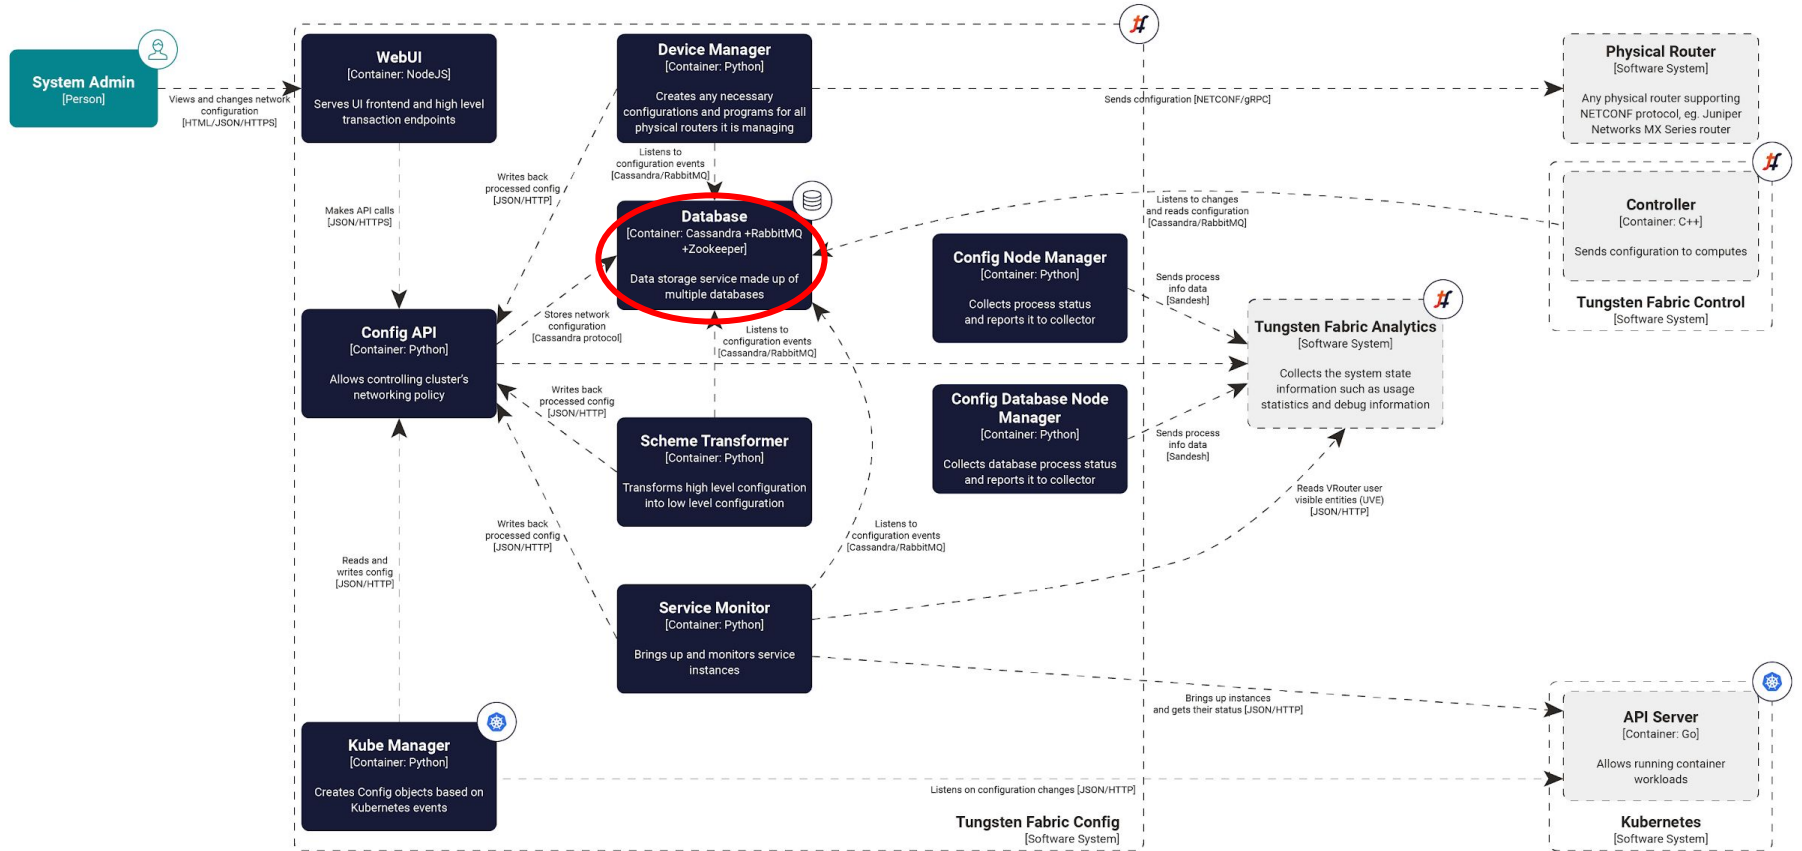 System Admin
[Person]
Views and changes network
configuration
[HTML/JSON/HTTPS]
WebUI
[Container: NodeJS]
Serves UI frontend and high level
transaction endpoints
Device Manager
[Container: Python]
Creates any necessary
configurations and programs for all
physical routers it is managing
Sends configuration [NETCONF/gRPC]
Physical Router
[Software System]
Any physical router supporting
NETCONF protocol, eg. Juniper
Networks MX Series router
Makes API calls
[JSON/HTTPS]
Writes back
processed config
[JSON/HTTP]
Listens to
configuration events
[Cassandra/RabbitMQ]
Database
[Container: Cassandra +RabbitMQ
+Zookeeper]
Data storage service made up of
multiple databases
Listens to changes
and reads configuration
[Cassandra/RabbitMQ]
Controller
[Container: C++]
Sends configuration to computes
Tungsten Fabric Control
[Software System]
Config Node Manager
[Container: Python]
Collects process status
and reports it to collector
Sends process
info data
[Sandesh]
Tungsten Fabric Analytics
[Software System]
Collects the system state
information such as usage
statistics and debug information
Config API
[Container: Python]
Allows controlling cluster's
networking policy
Stores network
configuration
[Cassandra protocol]
Listens to
configuration events
[Cassandra/RabbitMQ]
Writes back
processed config
[JSON/HTTP]
Config Database Node
Manager
[Container: Python]
Collects database process status
and reports it to collector
Sends process
info data
[Sandesh]
Scheme Transformer
[Container: Python]
Transforms high level configuration
into low level configuration
Reads VRouter user
visible entities (UVE)
[JSON/HTTP]
Writes back
processed config
[JSON/HTTP]
Listens to
configuration events
[Cassandra/RabbitMQ]
Reads and
writes config
[JSON/HTTP]
Service Monitor
[Container: Python]
Brings up and monitors service
instances
Brings up instances
and gets their status [JSON/HTTP]
API Server
[Container: Go]
Allows running container
workloads
Kubernetes
[Software System]
Kube Manager
[Container: Python]
Creates Config objects based on
Kubernetes events
Listens on configuration changes [JSON/HTTP]
Tungsten Fabric Config
[Software System]